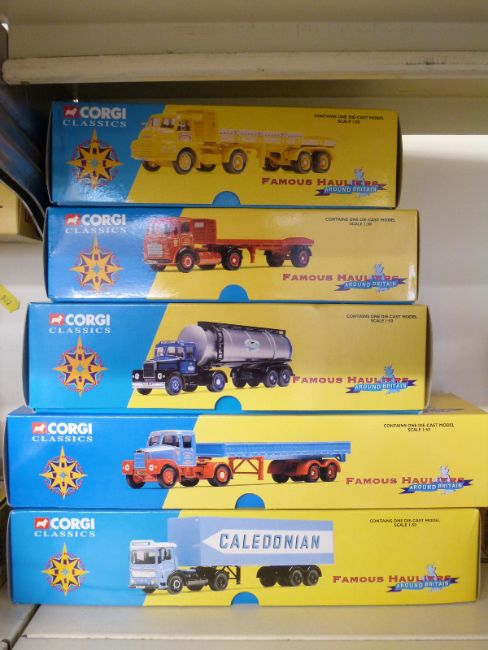 CORGI
CLASSICS
CONTAINS ONE DIE-CAST MODEL
SCALE 1:50
FAMOUS HAULIERS
AROUND BRITAIN
CORGI
CLASSICS
CONTAINS ONE DIE-CAST MODEL
SCALE 1:50
FAMOUS HAULIERS
AROUND BRITAIN
CORGI
CLASSICS
CONTAINS ONE DIE-CAST MODEL
SCALE 1:50
FAMOUS HAULIERS
AROUND BRITAIN
CORGI
CLASSICS
CONTAINS ONE DIE-CAST MODEL
SCALE 1:50
FAMOUS HAULIERS
AROUND BRITAIN
CORGI
CLASSICS
CALEDONIAN
CONTAINS ONE DIE-CAST MODEL
SCALE 1:50
FAMOUS HAULIERS
AROUND BRITAIN